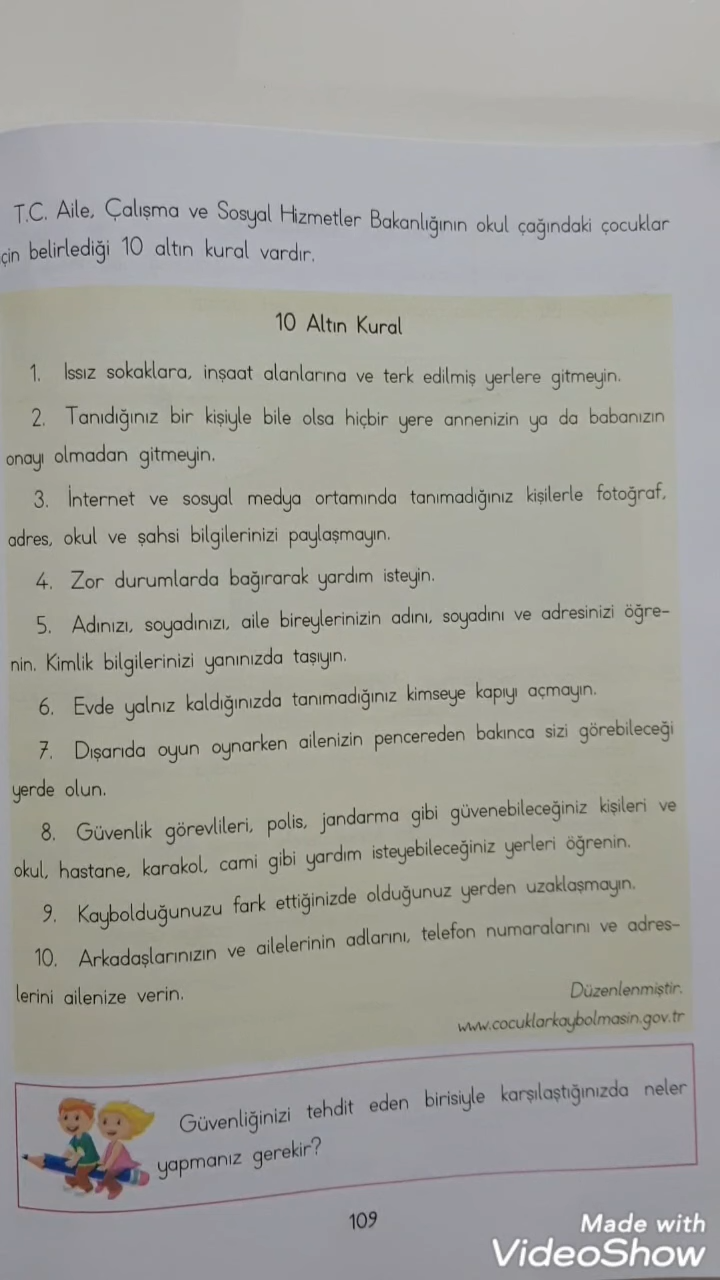 T.C. Aile, Çalışma ve Sosyal Hizmetler Bakanlığının okul çağındaki çocuklar
çin belirlediği 10 altın kural vardır.
10 Altın Kural
1. Issız sokaklara, inşaat alanlarına ve terk edilmiş yerlere gitmeyin.
2. Tanıdığınız bir kişiyle bile olsa hiçbir yere annenizin ya da babanızın
onayı olmadan gitmeyin.
3. İnternet ve sosyal medya ortamında tanımadığınız kişilerle fotoğraf,
adres, okul ve şahsi bilgilerinizi paylaşmayın.
4. Zor durumlarda bağırarak yardım isteyin.
5. Adınızı, soyadınızı, aile bireylerinizin adını, soyadını ve adresinizi öğre-
nin. Kimlik bilgilerinizi yanınızda taşıyın.
6. Evde yalnız kaldığınızda tanımadığınız kimseye kapıyı açmayın.
7. Dışarıda oyun oynarken ailenizin pencereden bakınca sizi görebileceği
yerde olun.
8. Güvenlik görevlileri, polis, jandarma gibi güvenebileceğiniz kişileri ve
okul, hastane, karakol, cami gibi yardım isteyebileceğiniz yerleri öğrenin.
9. Kaybolduğunuzu fark ettiğinizde olduğunuz yerden uzaklaşmayın.
10. Arkadaşlarınızın ve ailelerinin adlarını, telefon numaralarını ve adres-
lerini ailenize verin.
Düzenlenmiştir.
www.cocuklarkaybolmasin.gov.tr
Güvenliğinizi tehdit eden birisiyle karşılaştığınızda neler
yapmanız gerekir?
109
Made with
VideoShow